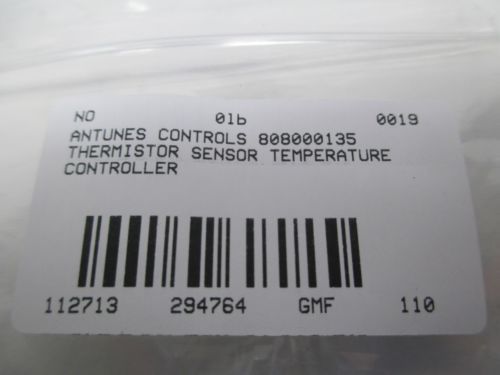 NO 01b 0019
ANTUNES CONTROLS 808000135
THERMISTOR SENSOR TEMPERATURE
CONTROLLER
112713 294764 GMF 110